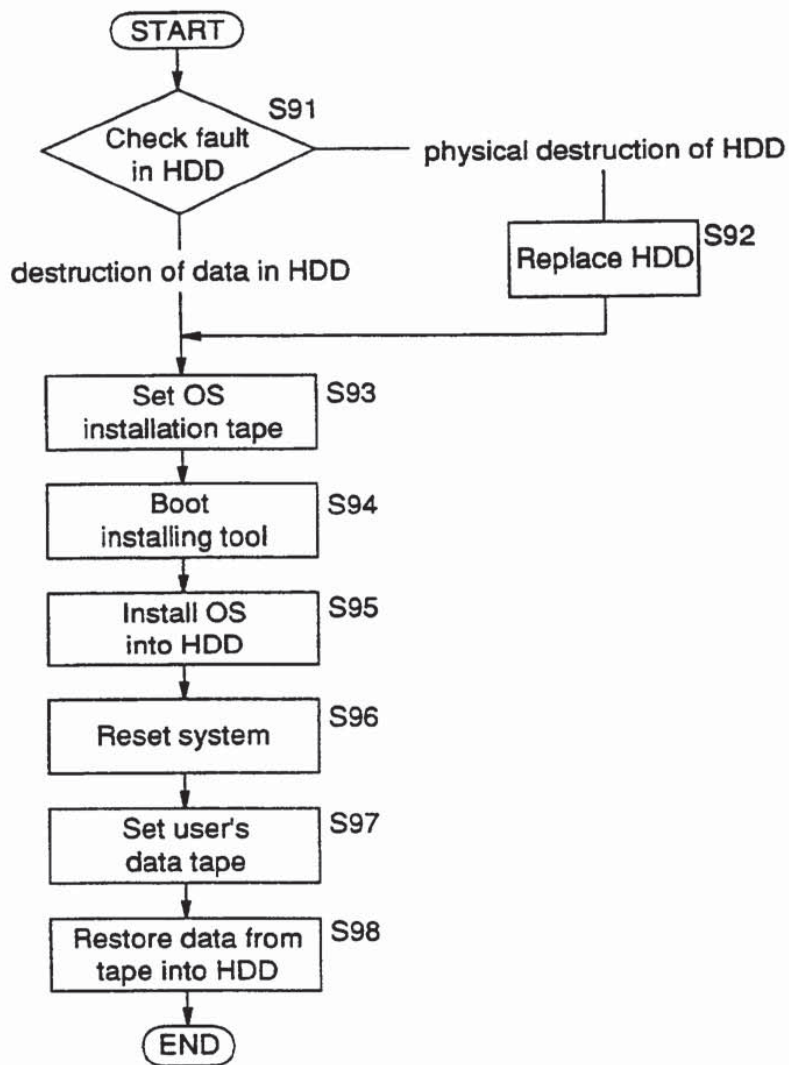 START
S91
Check fault
in HDD
physical destruction of HDD
S92
Replace HDD
destruction of data in HDD
Set OS
installation tape
S93
Boot
installing tool
S94
Install OS
into HDD
S95
Reset system
S96
Set user's
data tape
S97
Restore data from
tape into HDD
S98
END